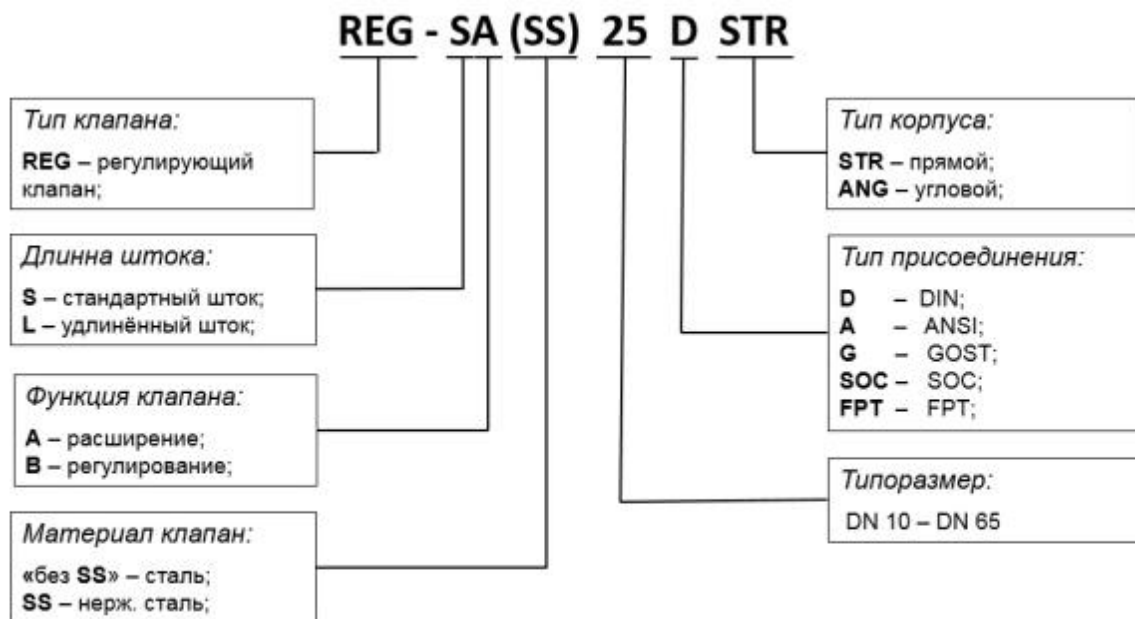 REG - SA (SS) 25 D STR
Тип клапана:
REG – регулирующий
клапан;
Длинна штока:
S – стандартный шток;
L – удлинённый шток;
Функция клапана:
A – расширение;
B – регулирование;
Материал клапан:
«без SS» – сталь;
SS – нерж. сталь;
Тип корпуса:
STR – прямой;
ANG – угловой;
Тип присоединения:
D – DIN;
A – ANSI;
G – GOST;
SOC – SOC;
FPT – FPT;
Типоразмер:
DN 10 – DN 65